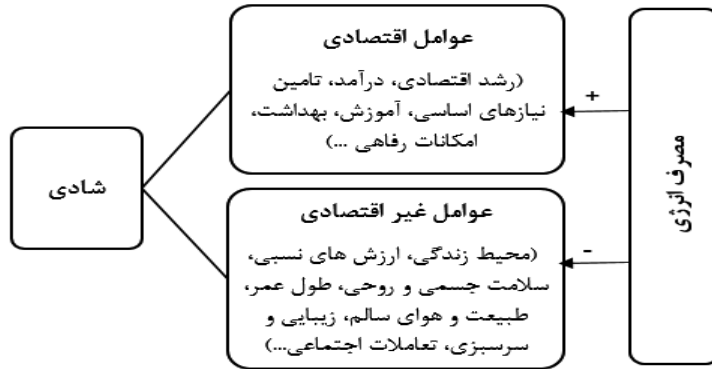 عوامل اقتصادی
(رشد اقتصادی، درآمد، تامین
نیازهای اساسی، آموزش، بهداشت،
امکانات رفاهی ...)
+
مصرف انرژی
شادی
عوامل غیر اقتصادی
-
(محیط زندگی، ارزش های نسبی،
سلامت جسمی و روحی، طول عمر،
طبیعت و هوای سالم، زیبایی و
سرسبزی، تعاملات اجتماعی...)